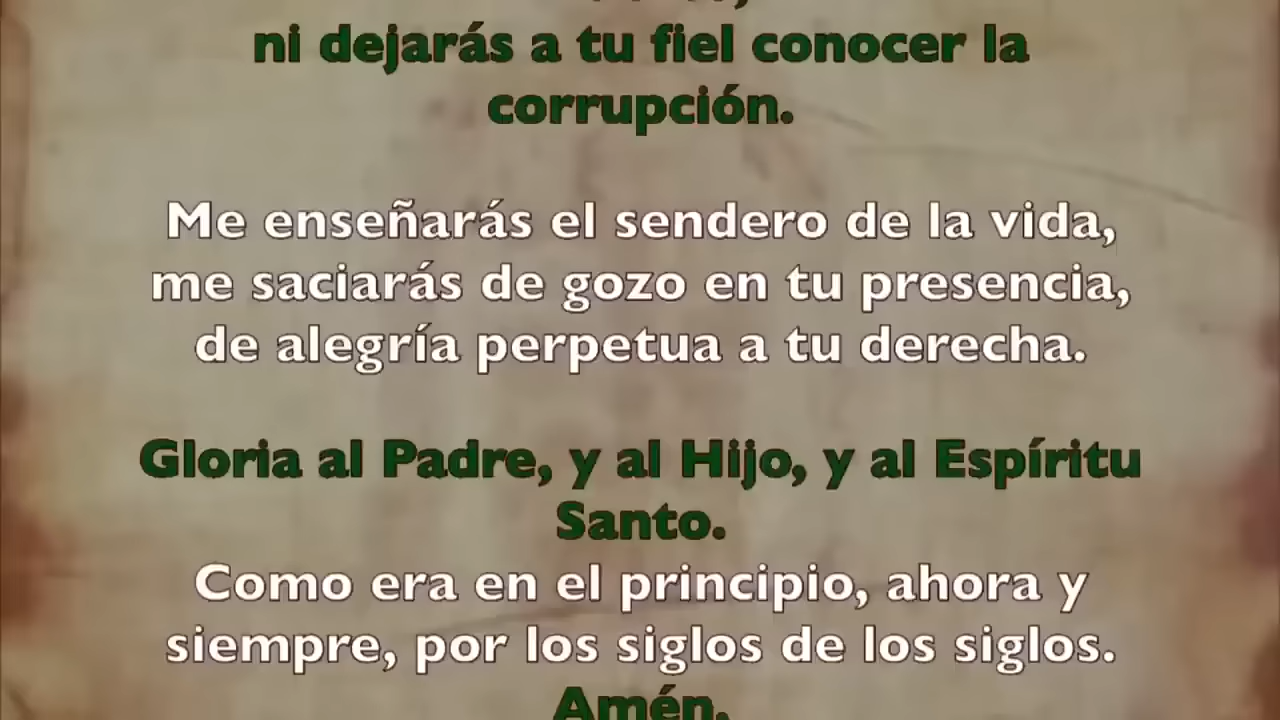 ni dejarás a tu fiel conocer la
corrupción.
Me enseñarás el sendero de la vida,
me saciarás de gozo en tu presencia,
de alegría perpetua a tu derecha.
Gloria al Padre, y al Hijo, y al Espíritu
Santo.
Como era en el principio, ahora y
siempre, por los siglos de los siglos.
Amén.